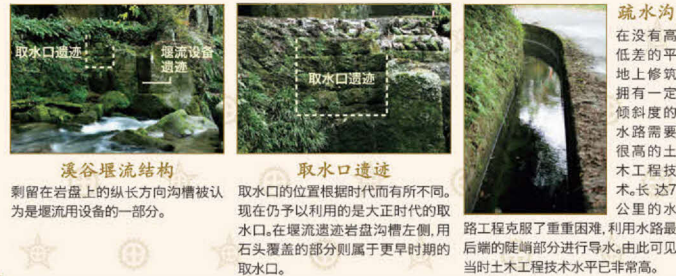 取水口遗迹
堰流设备
遗迹
溪谷堰流结构
剩留在岩盘上的纵长方向沟槽被认
为是堰流用设备的一部分。
取水口遗迹
取水口遗迹
取水口的位置根据时代而有所不同。
现在仍予以利用的是大正时代的取
水口。在堰流遗迹岩盘沟槽左侧,用
石头覆盖的部分则属于更早时期的
取水口。
疏水沟
在没有高
低差的平
地上修筑
拥有一定
倾斜度的
水路需要
很高的土
木工程技
术。长达7
公里的水
路工程克服了重重困难,利用水路最
后端的陡峭部分进行导水。由此可见
当时土木工程技术水平已非常高。